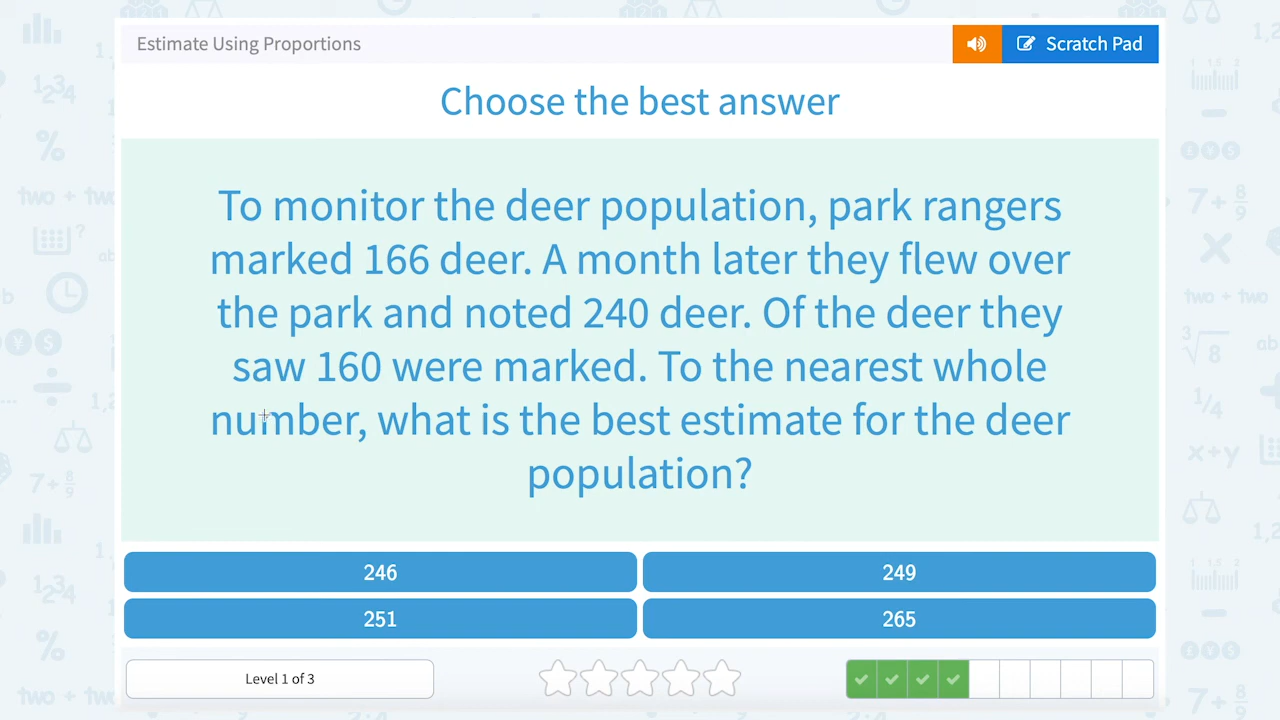 Estimate Using Proportions
Scratch Pad
Choose the best answer
To monitor the deer population, park rangers
marked 166 deer. A month later they flew over
the park and noted 240 deer. Of the deer they
saw 160 were marked. To the nearest whole
number, what is the best estimate for the deer
population?
246
249
251
265
Level 1 of 3